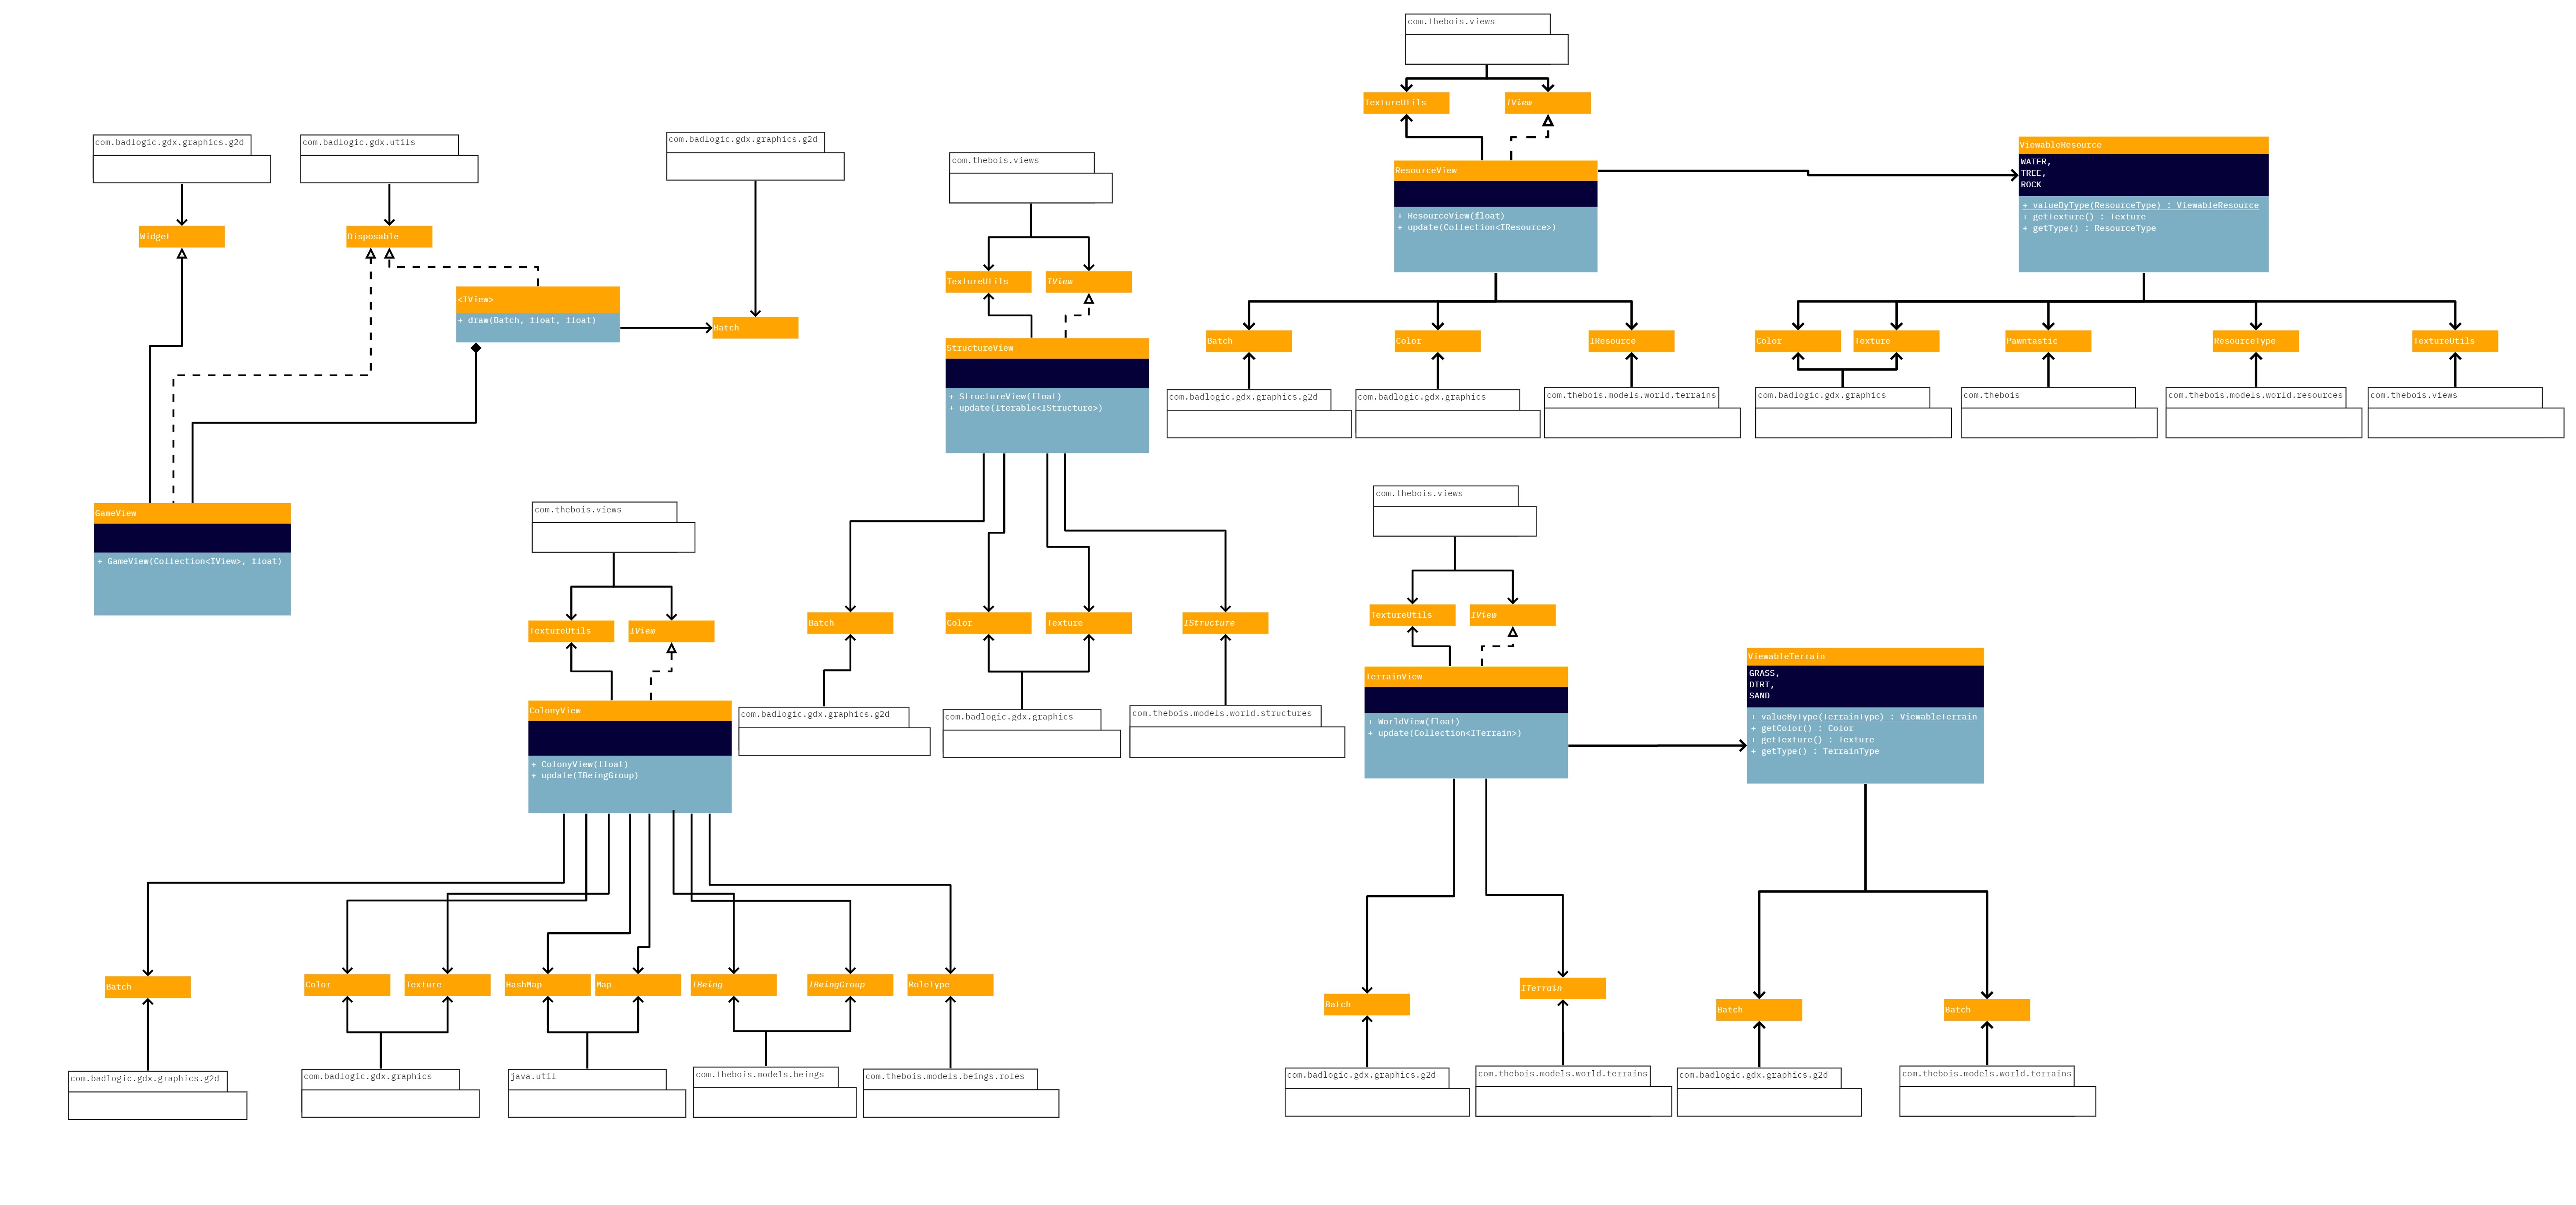 com.badlogic.gdx.graphics.g2d
com.badlogic.gdx.utils
com.badlogic.gdx.graphics.g2d
Widget
Disposable
<IView>
+ draw(Batch, float, float)
Batch
GameView
+ GameView(Collection<IView>, float)
com.thebois.views
TextureUtils
IView
ColonyView
+ ColonyView(float)
+ update(IBeingGroup)
Batch
Color
Texture
HashMap
Map
IBeing
IBeingGroup
RoleType
com.badlogic.gdx.graphics.g2d
com.badlogic.gdx.graphics
java.util
com.thebois.models.beings
com.thebois.models.beings.roles
com.thebois.views
TextureUtils
IView
StructureView
+ StructureView(float)
+ update(Iterable<IStructure>)
Batch
Color
Texture
IStructure
com.badlogic.gdx.graphics.g2d
com.badlogic.gdx.graphics
com.thebois.models.world.structures
com.thebois.views
TextureUtils
IView
ResourceView
+ ResourceView(float)
+ update(Collection<IResource>)
Batch
Color
IResource
com.badlogic.gdx.graphics.g2d
com.badlogic.gdx.graphics
com.thebois.models.world.terrains
ViewableResource
WATER,
TREE,
ROCK
+ valueByType(ResourceType) : ViewableResource
+ getTexture() : Texture
+ getType() : ResourceType
Color
Texture
Pawntastic
ResourceType
TextureUtils
com.badlogic.gdx.graphics
com.thebois
com.thebois.models.world.resources
com.thebois.views
com.thebois.views
TextureUtils
IView
TerrainView
+ WorldView(float)
+ update(Collection<ITerrain>)
Batch
ITerrain
com.badlogic.gdx.graphics.g2d
com.thebois.models.world.terrains
ViewableTerrain
GRASS,
DIRT,
SAND
+ valueByType(TerrainType) : ViewableTerrain
+ getColor() : Color
+ getTexture() : Texture
+ getType() : TerrainType
Batch
Batch
com.badlogic.gdx.graphics.g2d
com.thebois.models.world.terrains